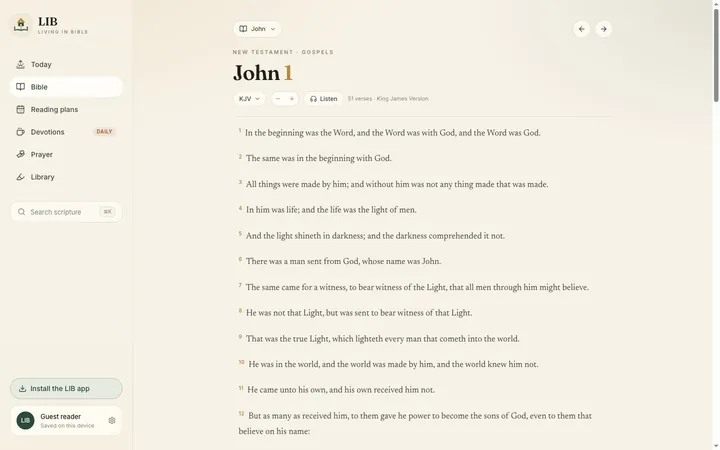 LIB
LIVING IN BIBLE
Today
Bible
Reading plans
Devotions DAILY
Prayer
Library
Search scripture ⌘K
Install the LIB app
LIB Guest reader
Saved on this device
John
NEW TESTAMENT · GOSPELS
John 1
KJV − + Listen 51 verses · King James Version
1 In the beginning was the Word, and the Word was with God, and the Word was God.
2 The same was in the beginning with God.
3 All things were made by him; and without him was not any thing made that was made.
4 In him was life; and the life was the light of men.
5 And the light shineth in darkness; and the darkness comprehended it not.
6 There was a man sent from God, whose name was John.
7 The same came for a witness, to bear witness of the Light, that all men through him might believe.
8 He was not that Light, but was sent to bear witness of that Light.
9 That was the true Light, which lighteth every man that cometh into the world.
10 He was in the world, and the world was made by him, and the world knew him not.
11 He came unto his own, and his own received him not.
12 But as many as received him, to them gave he power to become the sons of God, even to them that
believe on his name: